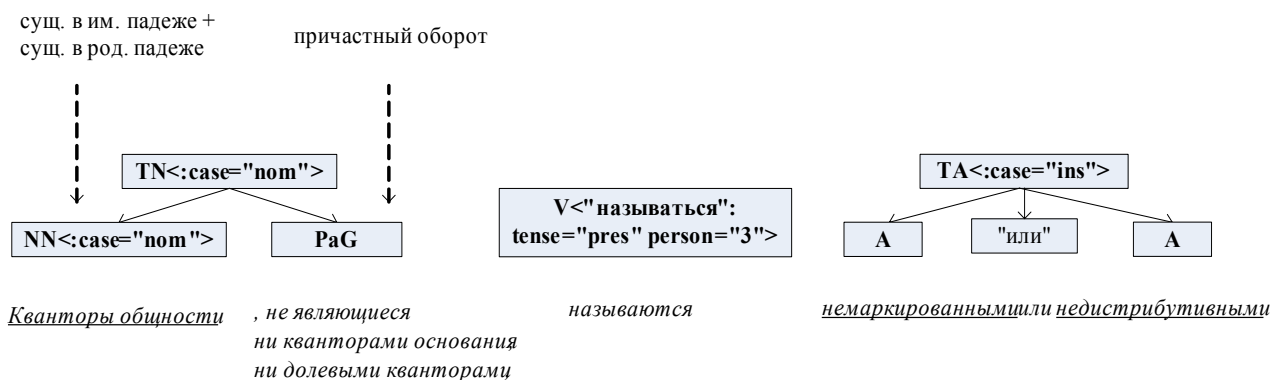 сущ. в им. падеже +
сущ. в род. падеже
причастный оборот
TN<:case="nom">
TA<:case="ins">
NN<:case="nom">
PaG
V<"называться":
tense="pres" person="3">
A
"или"
A
Кванторы общности
, не являющиеся
ни кванторами основания,
ни долевыми кванторами,
называются
немаркированными или недистрибутивными